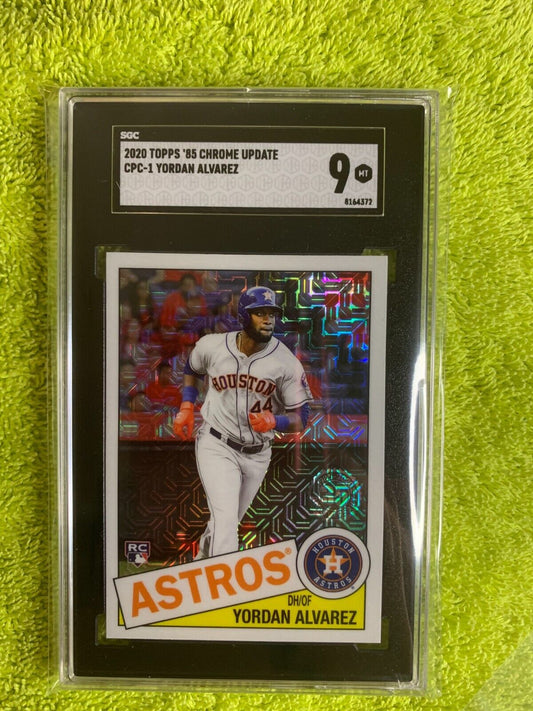 SGC
2020 TOPPS '85 CHROME UPDATE
CPC-1 YORDAN ALVAREZ
9 MT
8164372
HOUSTON
44
RC
ASTROS®
HOUSTON
ASTROS
DH/OF
YORDAN ALVAREZ